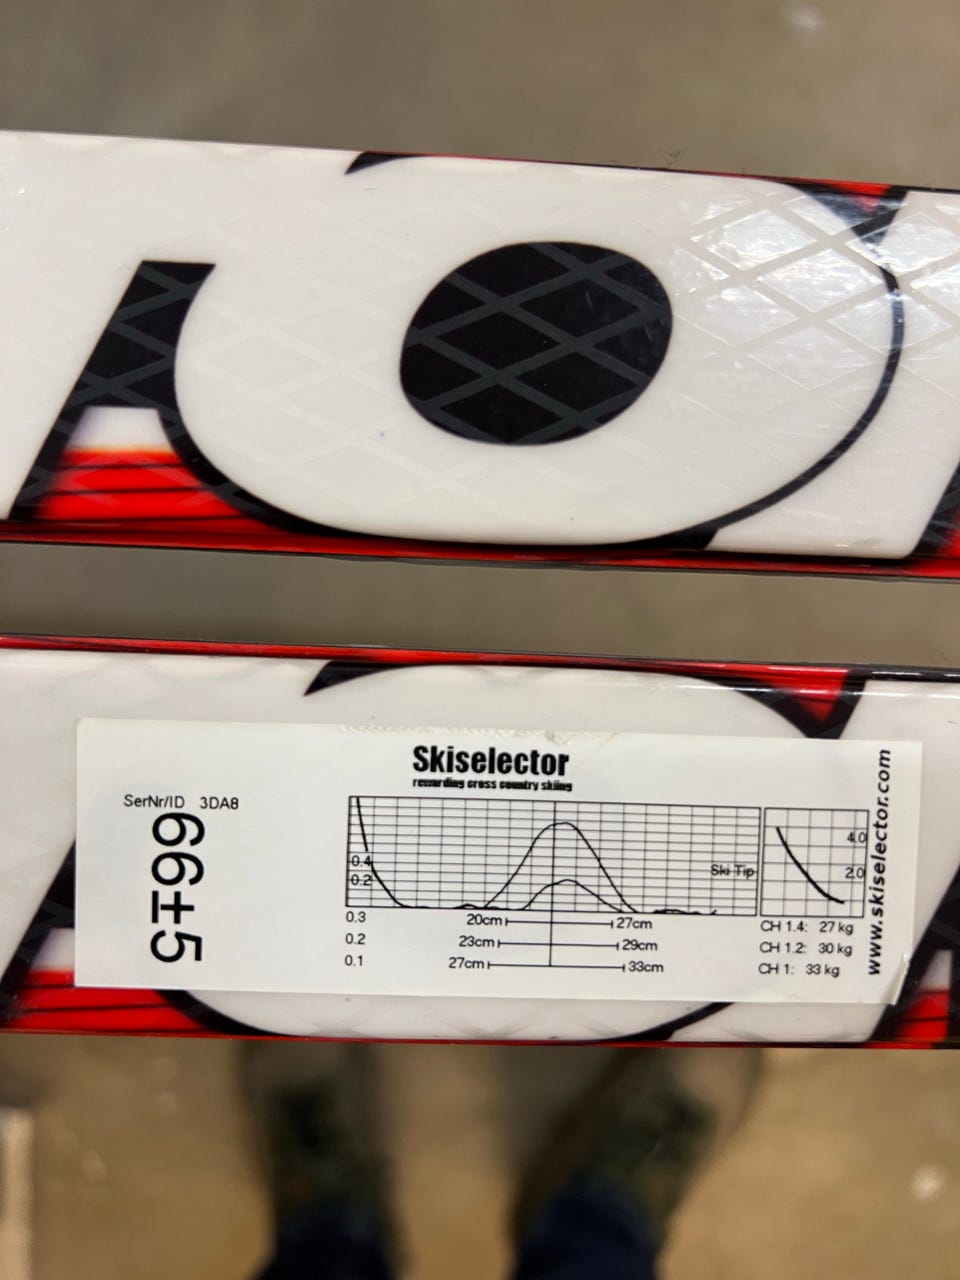 Skiselector
rewarding cross country skiing
SerNr/ID 3DA8
66±5
0.4
0.2
Ski Tip
4.0
2.0
0.3 20cm 27cm
0.2 23cm 29cm
0.1 27cm 33cm
CH 1.4: 27 kg
CH 1.2: 30 kg
CH 1: 33 kg
www.skiselector.com